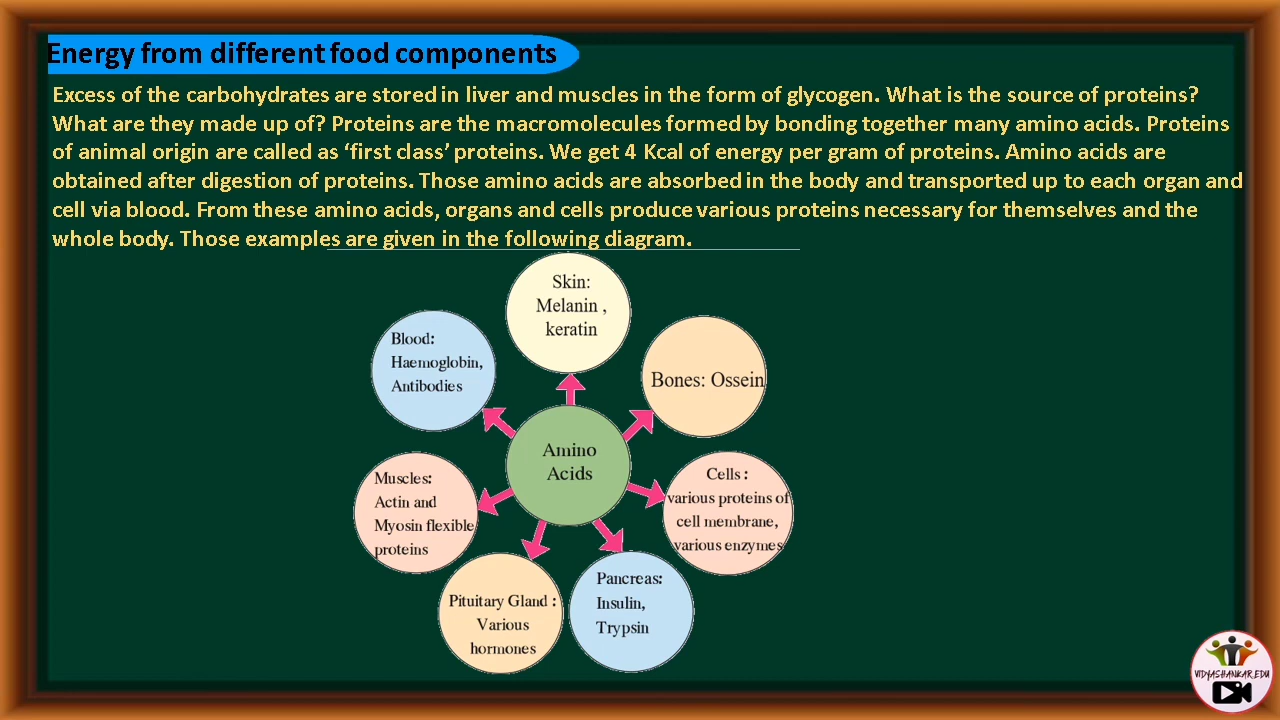 Energy from different food components
Excess of the carbohydrates are stored in liver and muscles in the form of glycogen. What is the source of proteins?
What are they made up of? Proteins are the macromolecules formed by bonding together many amino acids. Proteins
of animal origin are called as ‘first class’ proteins. We get 4 Kcal of energy per gram of proteins. Amino acids are
obtained after digestion of proteins. Those amino acids are absorbed in the body and transported up to each organ and
cell via blood. From these amino acids, organs and cells produce various proteins necessary for themselves and the
whole body. Those examples are given in the following diagram.
Skin:
Melanin ,
keratin
Blood:
Haemoglobin,
Antibodies
Bones: Ossein
Amino
Acids
Muscles:
Actin and
Myosin flexible
proteins
Cells :
various proteins of
cell membrane,
various enzymes
Pituitary Gland :
Various
hormones
Pancreas:
Insulin,
Trypsin
VIDYASHANKAR.EDU